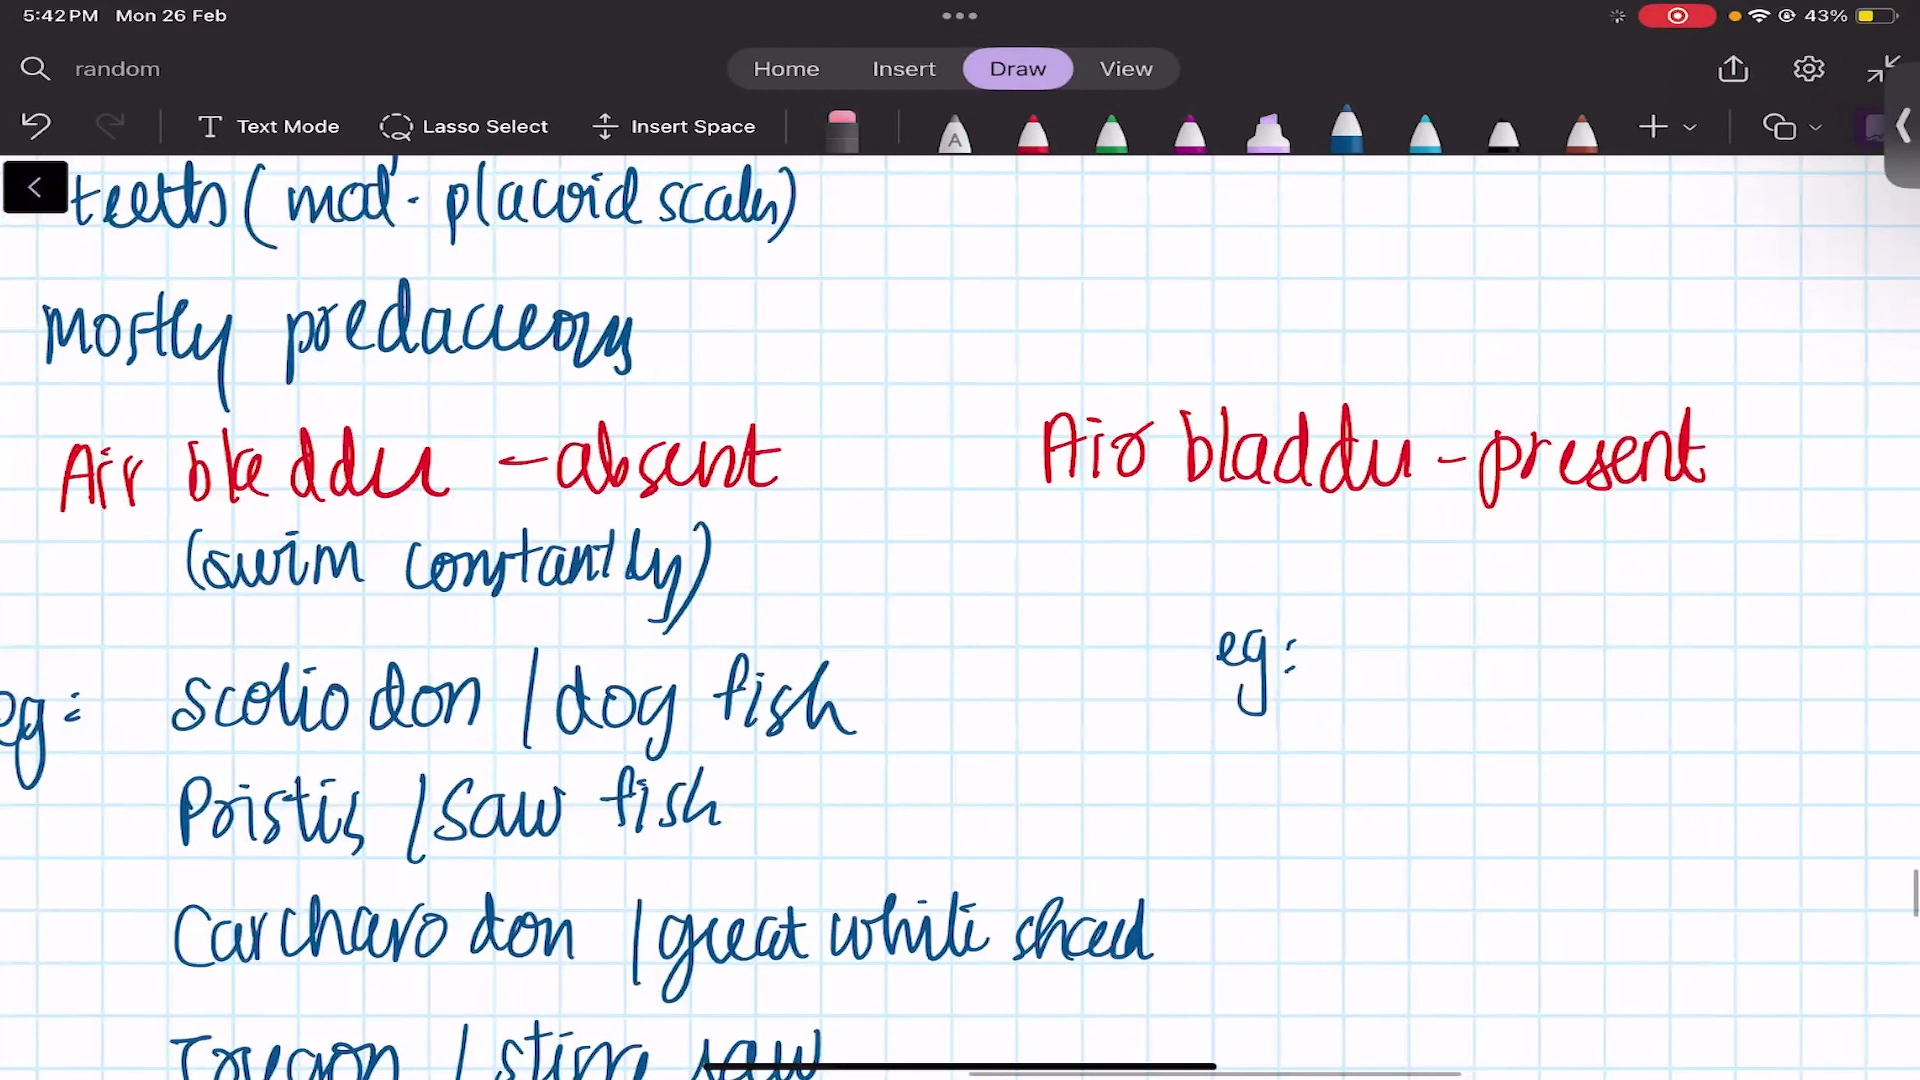 5:42 PM Mon 26 Feb
43%
random
Home Insert Draw View
Text Mode Lasso Select Insert Space
A
teeth (mod. placoid scales)
Mostly predaceous
Air bladder - absent
Air bladder - present
(swim constantly)
eg:
eg: scoliodon / dog fish
Pristis / Saw fish
Carcharodon / great white